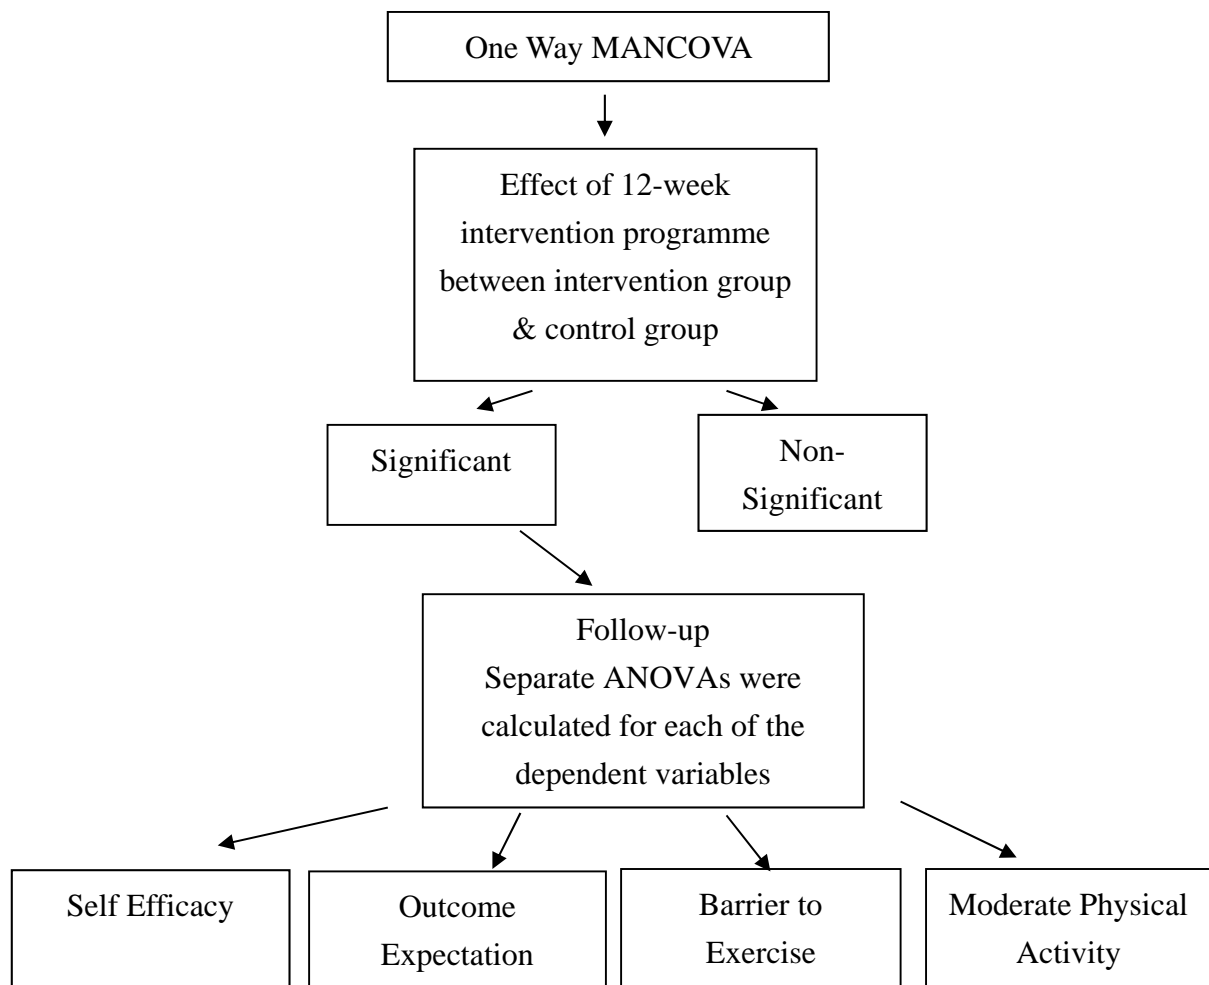 One Way MANCOVA
Effect of 12-week
intervention programme
between intervention group
& control group
Significant
Non-
Significant
Follow-up
Separate ANOVAs were
calculated for each of the
dependent variables
Self Efficacy
Outcome
Expectation
Barrier to
Exercise
Moderate Physical
Activity